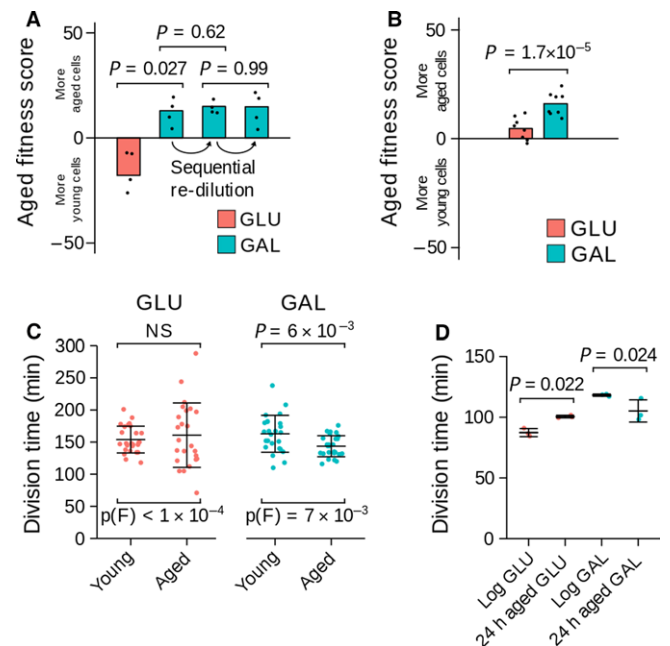 A
Aged fitness score
More aged cells
More young cells
50
0
−50
P = 0.62
P = 0.027
P = 0.99
Sequential
re-dilution
GLU
GAL
B
Aged fitness score
More aged cells
More young cells
50
0
−50
P = 1.7×10⁻⁵
GLU
GAL
C
GLU
GAL
NS
P = 6 × 10⁻³
Division time (min)
300
250
200
150
100
50
0
p(F) < 1 × 10⁻⁴
p(F) = 7 × 10⁻³
Young
Aged
Young
Aged
D
Division time (min)
150
100
50
0
P = 0.024
P = 0.022
Log GLU
24 h aged GLU
Log GAL
24 h aged GAL